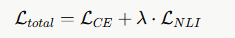 ℒ_total = ℒ_CE + λ · ℒ_NLI